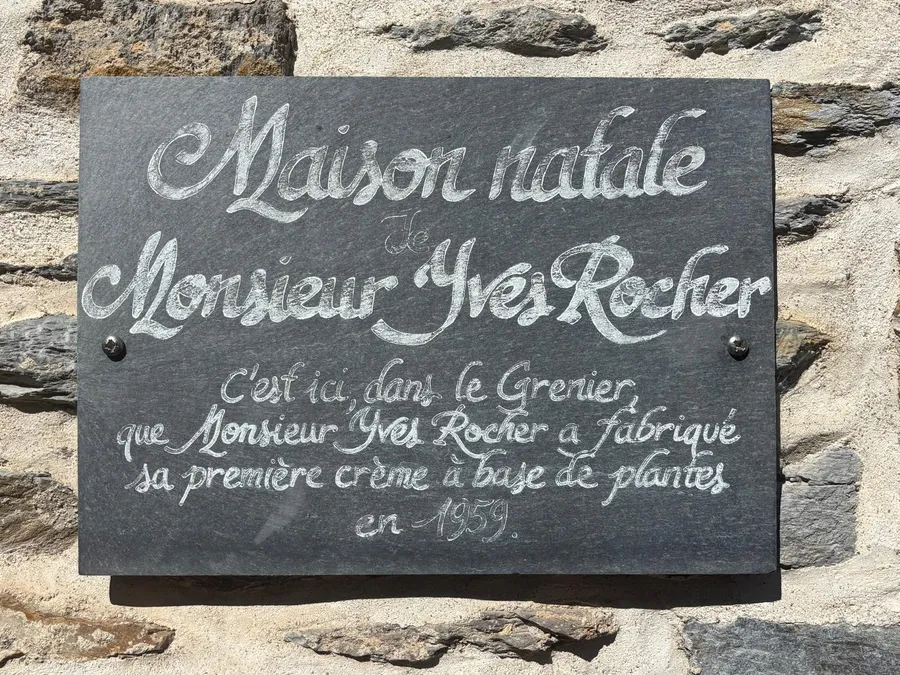 Maison natale
de
Monsieur Yves Rocher
C'est ici, dans le Grenier,
que Monsieur Yves Rocher a fabriqué
sa première crème à base de plantes
en 1959.